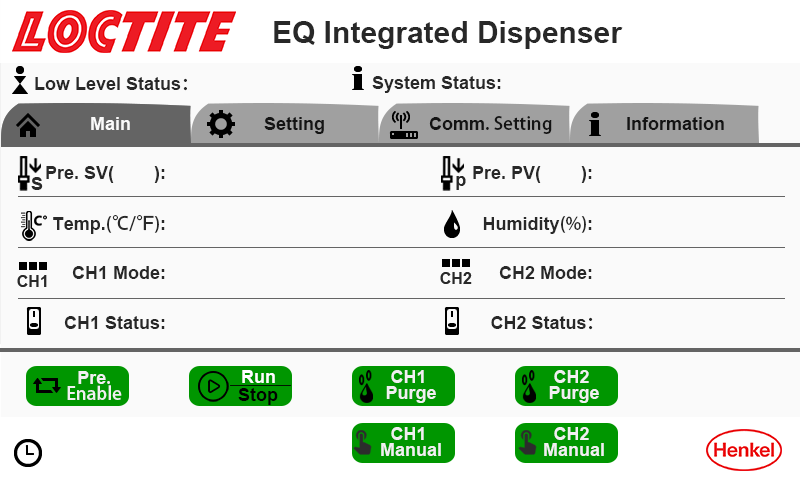 LOCTITE EQ Integrated Dispenser
Low Level Status: System Status:
Main Setting Comm. Setting Information
S Pre. SV( ): p Pre. PV( ):
C° Temp.(℃/°F): Humidity(%):
CH1 CH1 Mode: CH2 CH2 Mode:
CH1 Status: CH2 Status:
Pre. Enable
Run
Stop
CH1 Purge
CH2 Purge
CH1 Manual
CH2 Manual
Henkel